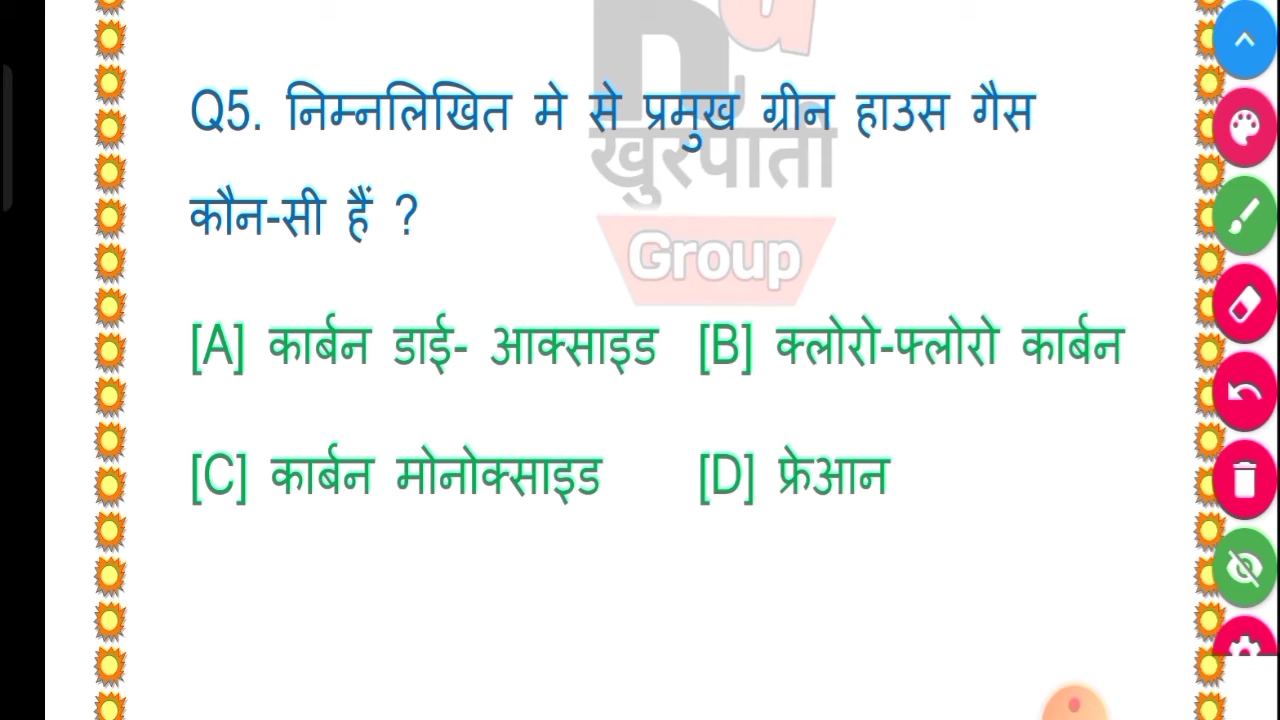 Q5. निम्नलिखित मे से प्रमुख ग्रीन हाउस गैस
खुरपाती
कौन-सी हैं ?
Group
[A] कार्बन डाई- आक्साइड [B] क्लोरो-फ्लोरो कार्बन
[C] कार्बन मोनोक्साइड [D] फ्रेआन